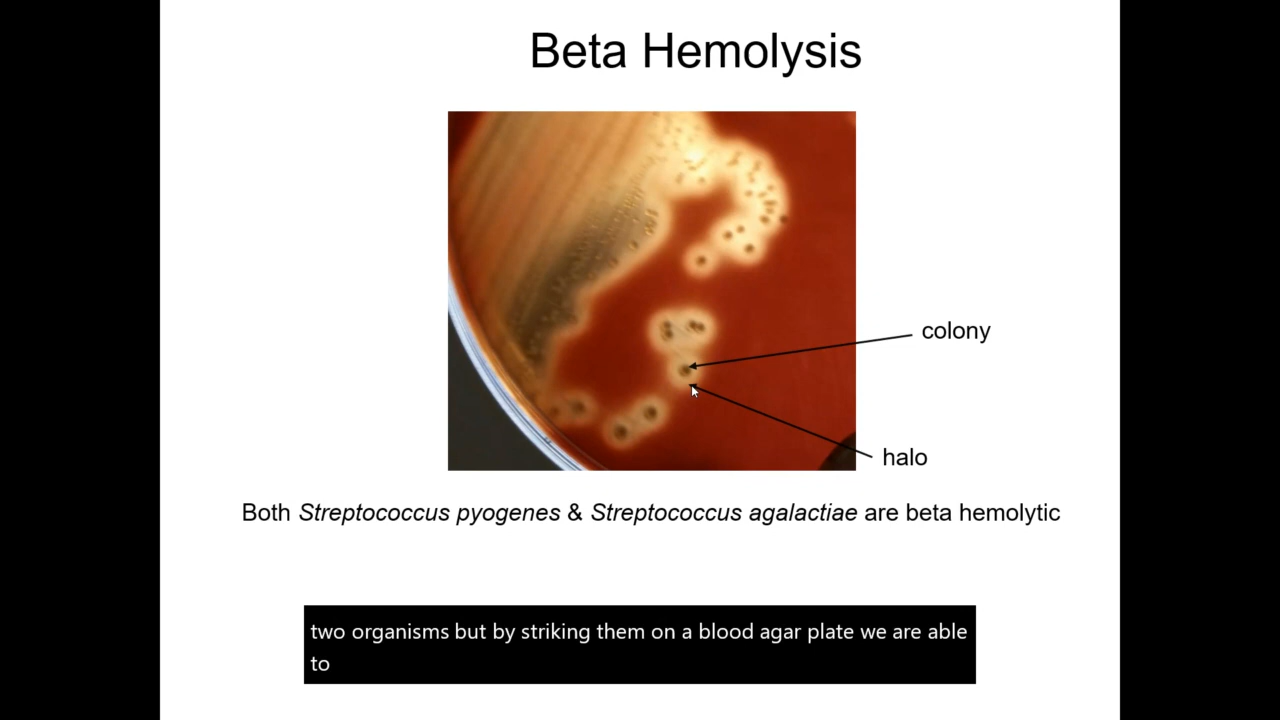 Beta Hemolysis
colony
halo
Both Streptococcus pyogenes & Streptococcus agalactiae are beta hemolytic
two organisms but by striking them on a blood agar plate we are able
to